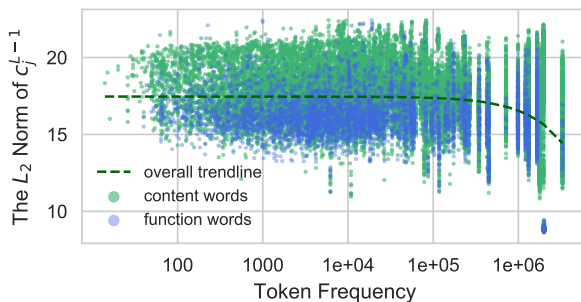 The L₂ Norm of cⱼᴸ⁻¹
20
15
10
overall trendline
content words
function words
100
1000
1e+04
1e+05
1e+06
Token Frequency